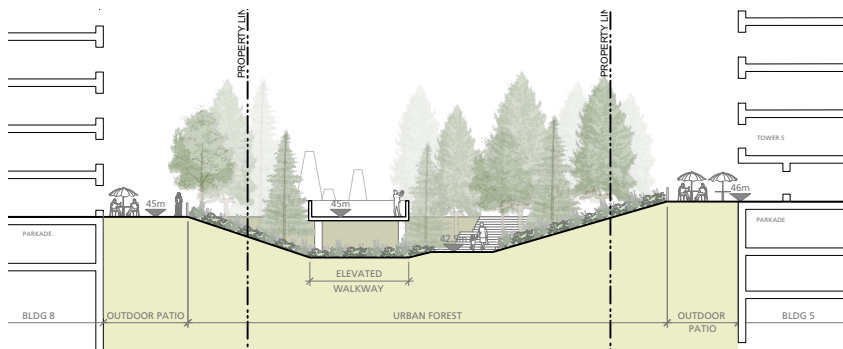 PROPERTY LIN
PROPERTY LIN
TOWER 5
45m
45m
46m
PARKADE
PARKADE
42.5m
ELEVATED
WALKWAY
BLDG 8
OUTDOOR PATIO
URBAN FOREST
OUTDOOR
PATIO
BLDG 5